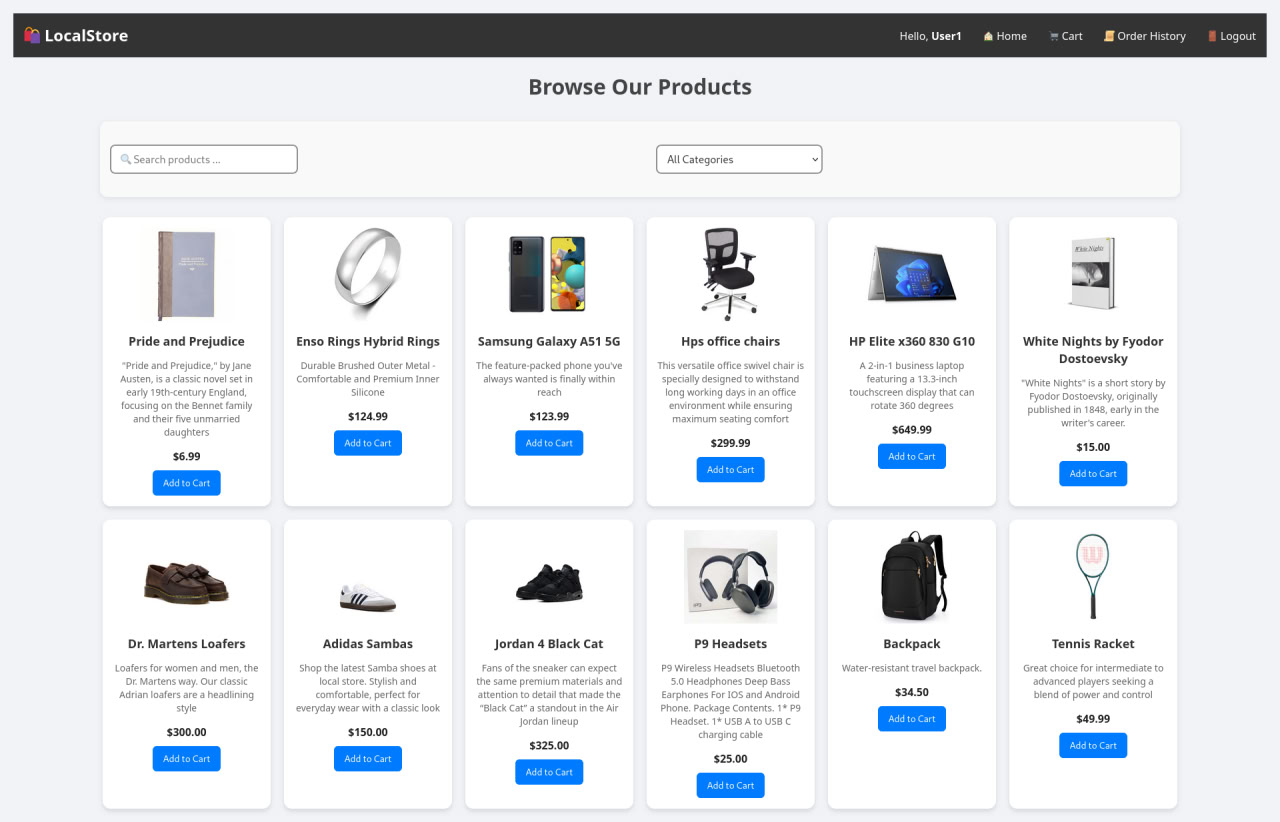 LocalStore
Hello, User1
Home
Cart
Order History
Logout
Browse Our Products
Search products ...
All Categories
Pride and Prejudice
"Pride and Prejudice," by Jane
Austen, is a classic novel set in
early 19th-century England,
focusing on the Bennet family
and their five unmarried
daughters
$6.99
Add to Cart
Enso Rings Hybrid Rings
Durable Brushed Outer Metal -
Comfortable and Premium Inner
Silicone
$124.99
Add to Cart
Samsung Galaxy A51 5G
The feature-packed phone you've
always wanted is finally within
reach
$123.99
Add to Cart
Hps office chairs
This versatile office swivel chair is
specially designed to withstand
long working days in an office
environment while ensuring
maximum seating comfort
$299.99
Add to Cart
HP Elite x360 830 G10
A 2-in-1 business laptop
featuring a 13.3-inch
touchscreen display that can
rotate 360 degrees
$649.99
Add to Cart
White Nights
White Nights by Fyodor
Dostoevsky
"White Nights" is a short story by
Fyodor Dostoevsky, originally
published in 1848, early in the
writer's career.
$15.00
Add to Cart
Dr. Martens Loafers
Loafers for women and men, the
Dr. Martens way. Our classic
Adrian loafers are a headlining
style
$300.00
Add to Cart
Adidas Sambas
Shop the latest Samba shoes at
local store. Stylish and
comfortable, perfect for
everyday wear with a classic look
$150.00
Add to Cart
Jordan 4 Black Cat
Fans of the sneaker can expect
the same premium materials and
attention to detail that made the
“Black Cat” a standout in the Air
Jordan lineup
$325.00
Add to Cart
P9 Headsets
P9 Wireless Headsets Bluetooth
5.0 Headphones Deep Bass
Earphones For IOS and Android
Phone. Package Contents. 1* P9
Headset. 1* USB A to USB C
charging cable
$25.00
Add to Cart
Backpack
Water-resistant travel backpack.
$34.50
Add to Cart
W
Tennis Racket
Great choice for intermediate to
advanced players seeking a
blend of power and control
$49.99
Add to Cart